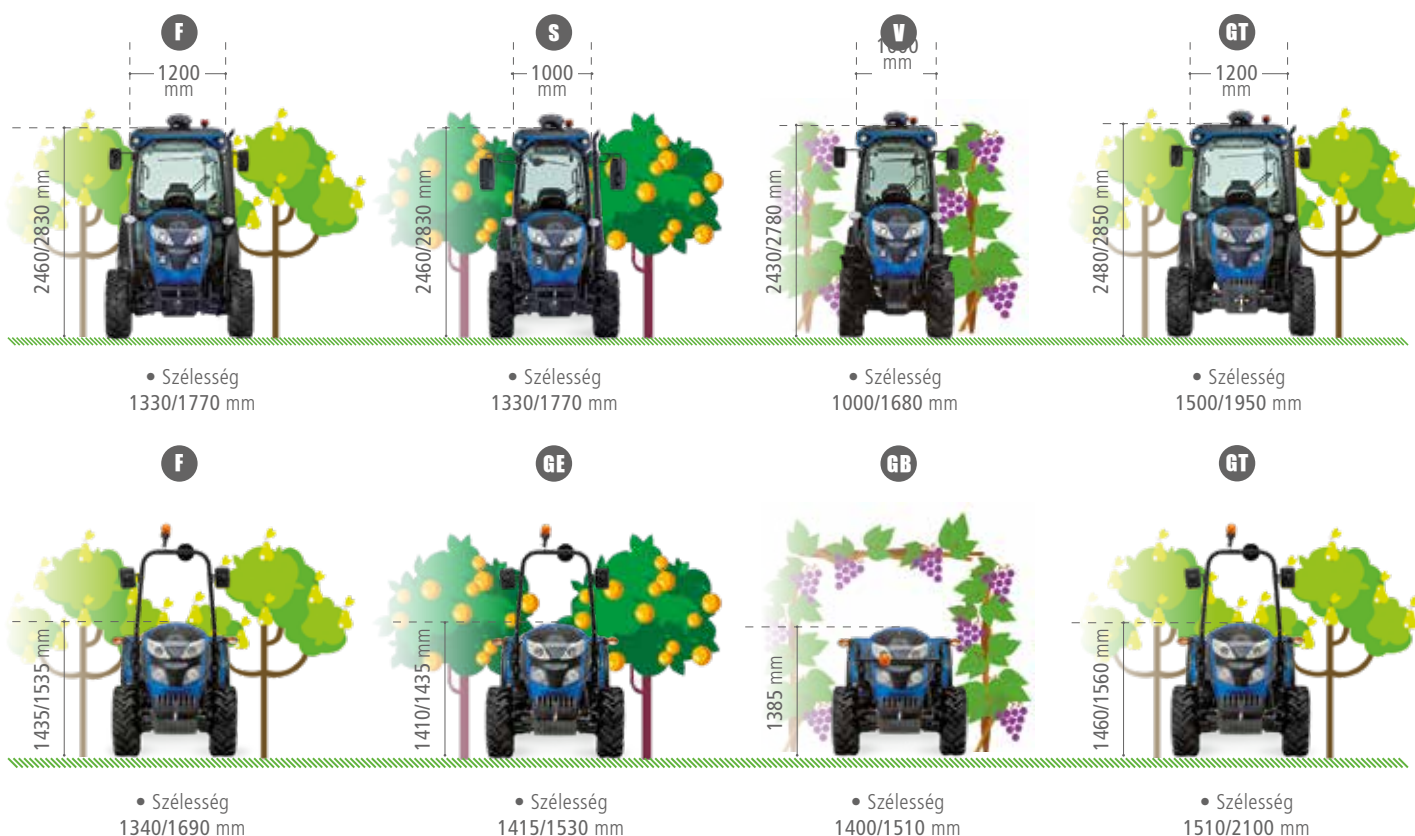 F
1200
mm
2460/2830 mm
• Szélesség
1330/1770 mm
S
1000
mm
2460/2830 mm
• Szélesség
1330/1770 mm
V
1000
mm
2430/2780 mm
• Szélesség
1000/1680 mm
GT
1200
mm
2480/2850 mm
• Szélesség
1500/1950 mm
F
1435/1535 mm
• Szélesség
1340/1690 mm
GE
1410/1435 mm
• Szélesség
1415/1530 mm
GB
1385 mm
• Szélesség
1400/1510 mm
GT
1460/1560 mm
• Szélesség
1510/2100 mm